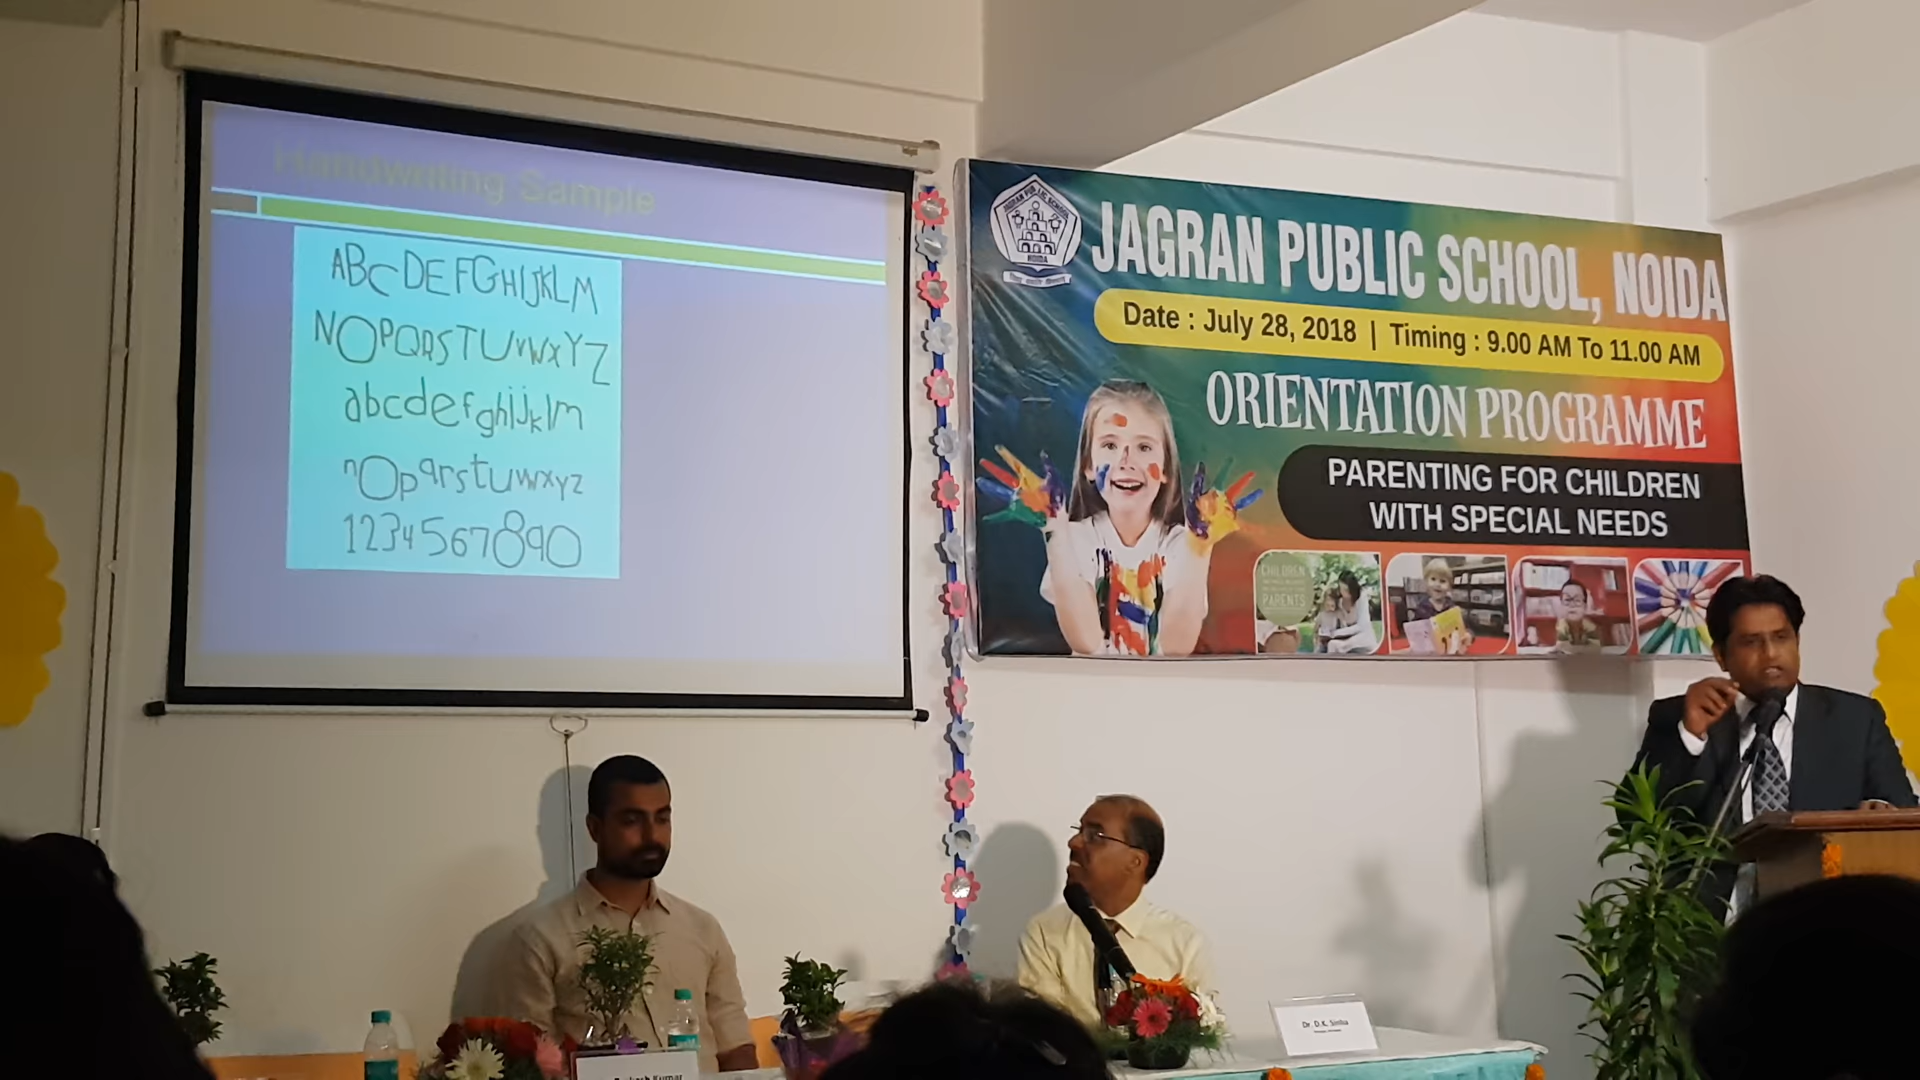 Handwriting Sample
ABCDEFGHIJKLM
NOPQRSTUVWXYZ
abcdefghijklm
nopqrstuvwxyz
1234567890
JAGRAN PUBLIC SCHOOL
NOIDA
JAGRAN PUBLIC SCHOOL, NOIDA
Date : July 28, 2018 | Timing : 9.00 AM To 11.00 AM
ORIENTATION PROGRAMME
PARENTING FOR CHILDREN
WITH SPECIAL NEEDS
CHILDREN
PARENTS
Dr. D.K. Sinha
Kumar